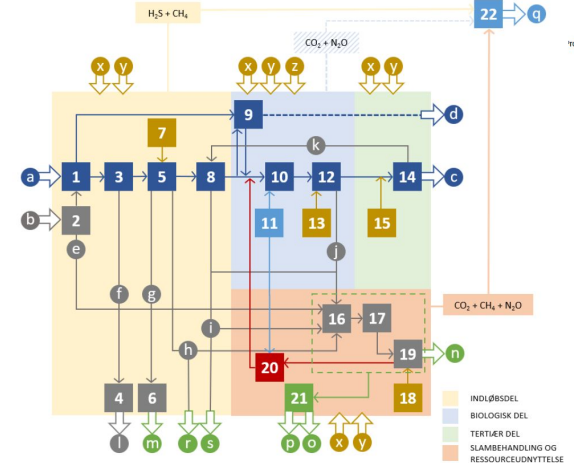 H₂S + CH₄
22
q
CO₂ + N₂O
x y
x y z
x y
9
d
7
k
a
1
3
5
8
10
12
14
c
b
2
11
13
15
e
j
f
g
16
17
i
h
19
n
20
4
6
21
18
l
m
r
s
p
o
x y
CO₂ + CH₄ + N₂O
INDLØBSDEL
BIOLOGISK DEL
TERTIÆR DEL
SLAMBEHANDLING OG
RESSOURCEUDNYTTELSE